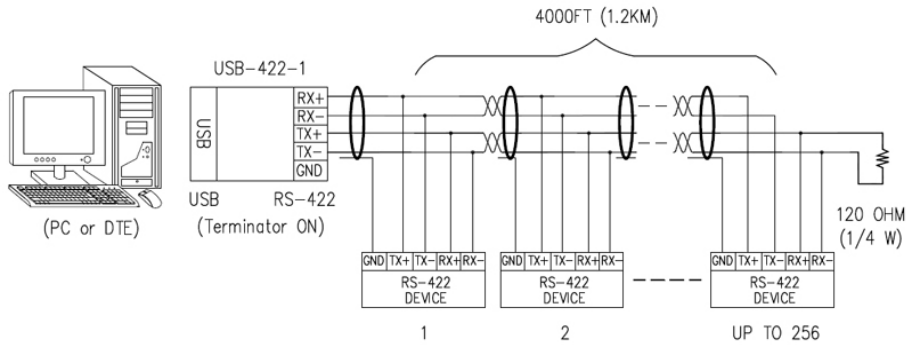 4000FT (1.2KM)
USB-422-1
USB
RX+
RX-
TX+
TX-
GND
USB
RS-422
(PC or DTE)
(Terminator ON)
120 OHM
(1/4 W)
GND TX+ TX- RX+ RX-
RS-422
DEVICE
1
GND TX+ TX- RX+ RX-
RS-422
DEVICE
2
GND TX+ TX- RX+ RX-
RS-422
DEVICE
UP TO 256